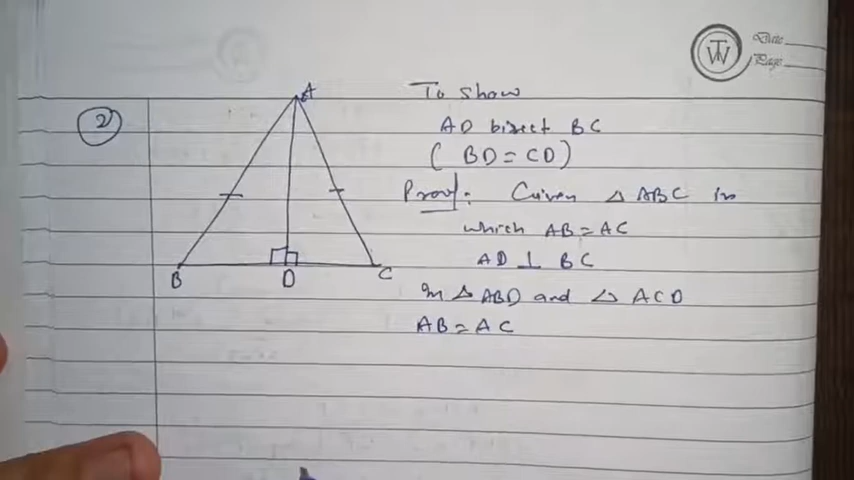 Date
Page
2)
A
B
D
C
To show
AD bisect BC
( BD = CD )
Proof: Given △ ABC in
which AB = AC
AD ⊥ BC
In △ ABD and △ ACD
AB = AC